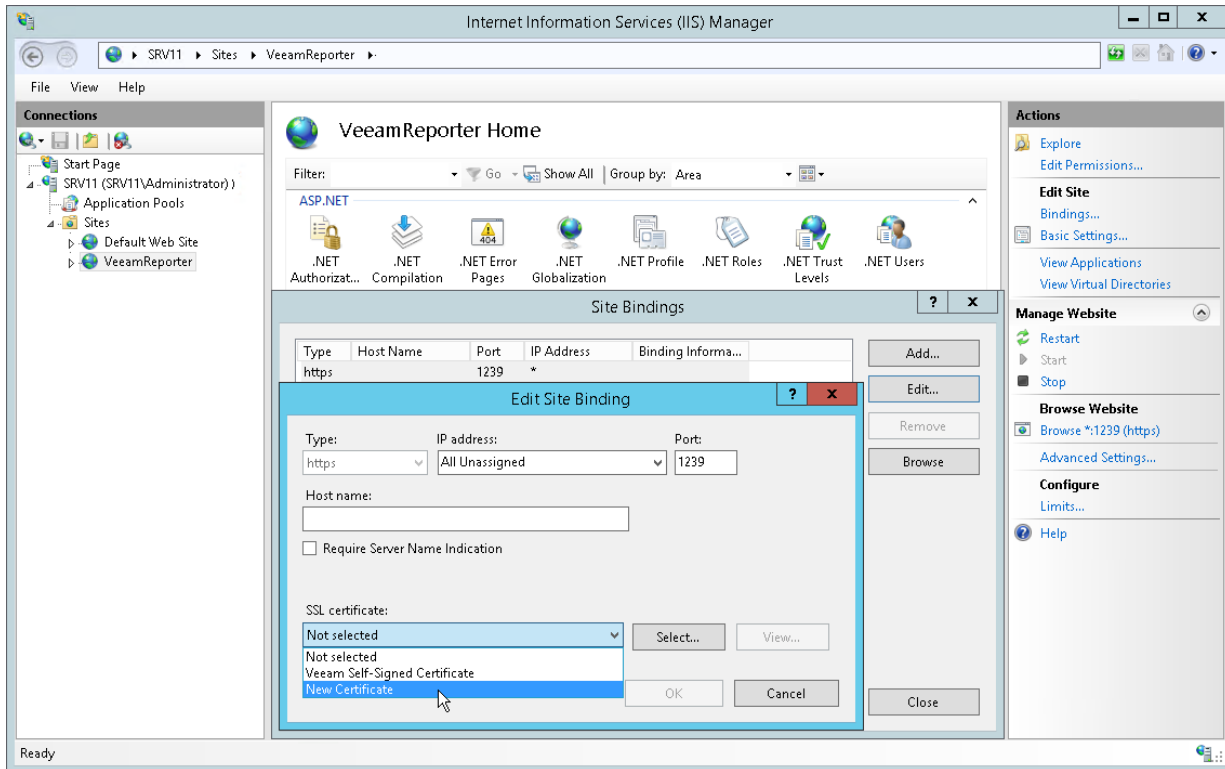 Internet Information Services (IIS) Manager
SRV11 Sites VeeamReporter
File View Help
Connections
Start Page
SRV11 (SRV11\Administrator) )
Application Pools
Sites
Default Web Site
VeeamReporter
VeeamReporter Home
Filter: Go Show All Group by: Area
ASP.NET
404
.NET Authorizat...
.NET Compilation
.NET Error Pages
.NET Globalization
.NET Profile
.NET Roles
.NET Trust Levels
.NET Users
Site Bindings
? x
Type Host Name Port IP Address Binding Informa...
https 1239 *
Add...
Edit...
Remove
Browse
Close
Edit Site Binding
? x
Type: IP address: Port:
https All Unassigned 1239
Host name:
Require Server Name Indication
SSL certificate:
Not selected Select... View...
Not selected
Veeam Self-Signed Certificate
New Certificate
OK Cancel
Actions
Explore
Edit Permissions...
Edit Site
Bindings...
Basic Settings...
View Applications
View Virtual Directories
Manage Website
Restart
Start
Stop
Browse Website
Browse *:1239 (https)
Advanced Settings...
Configure
Limits...
Help
Ready